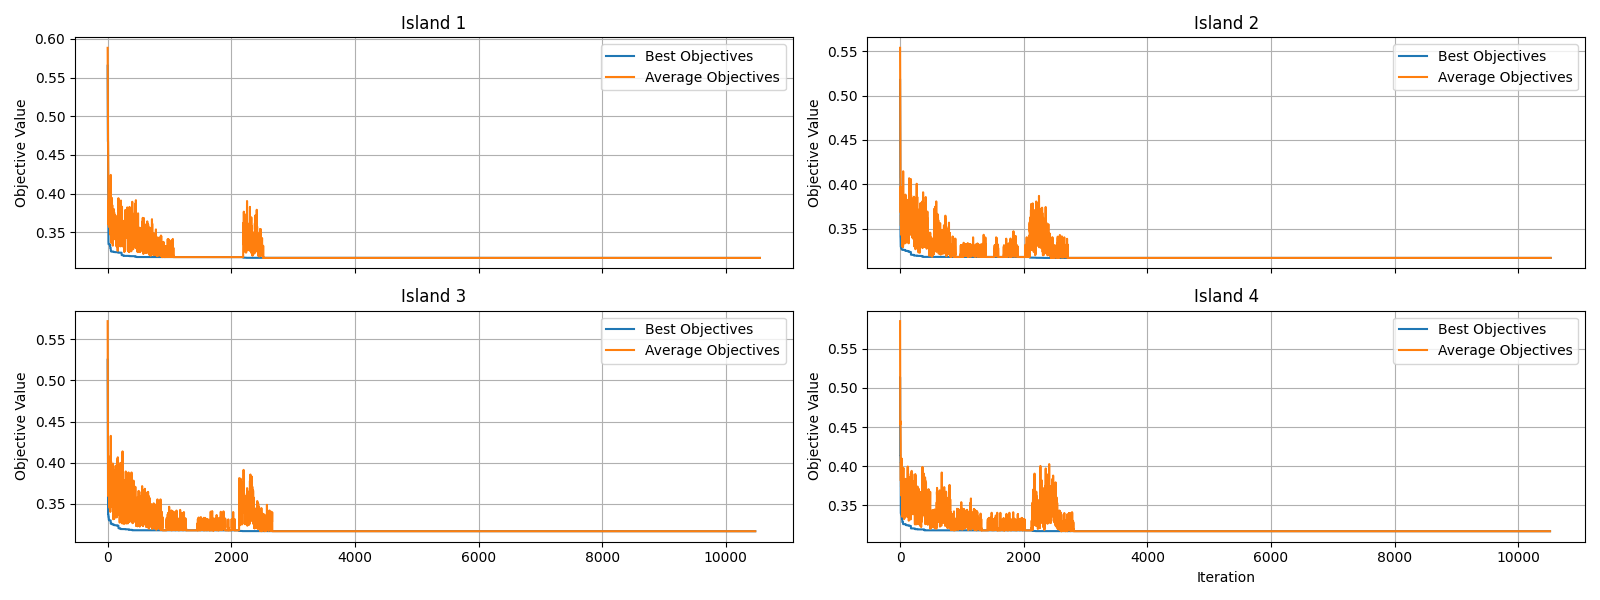 Island 1
Objective Value
0.60
0.55
0.50
0.45
0.40
0.35
Best Objectives
Average Objectives
Island 2
Objective Value
0.55
0.50
0.45
0.40
0.35
Best Objectives
Average Objectives
Island 3
Objective Value
0.55
0.50
0.45
0.40
0.35
Best Objectives
Average Objectives
0 2000 4000 6000 8000 10000
Island 4
Objective Value
0.55
0.50
0.45
0.40
0.35
Best Objectives
Average Objectives
0 2000 4000 6000 8000 10000
Iteration